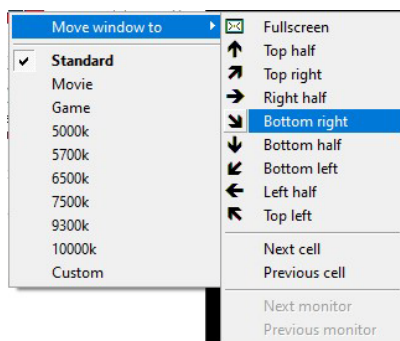 Move window to
Standard
Movie
Game
5000k
5700k
6500k
7500k
9300k
10000k
Custom
Fullscreen
Top half
Top right
Right half
Bottom right
Bottom half
Bottom left
Left half
Top left
Next cell
Previous cell
Next monitor
Previous monitor